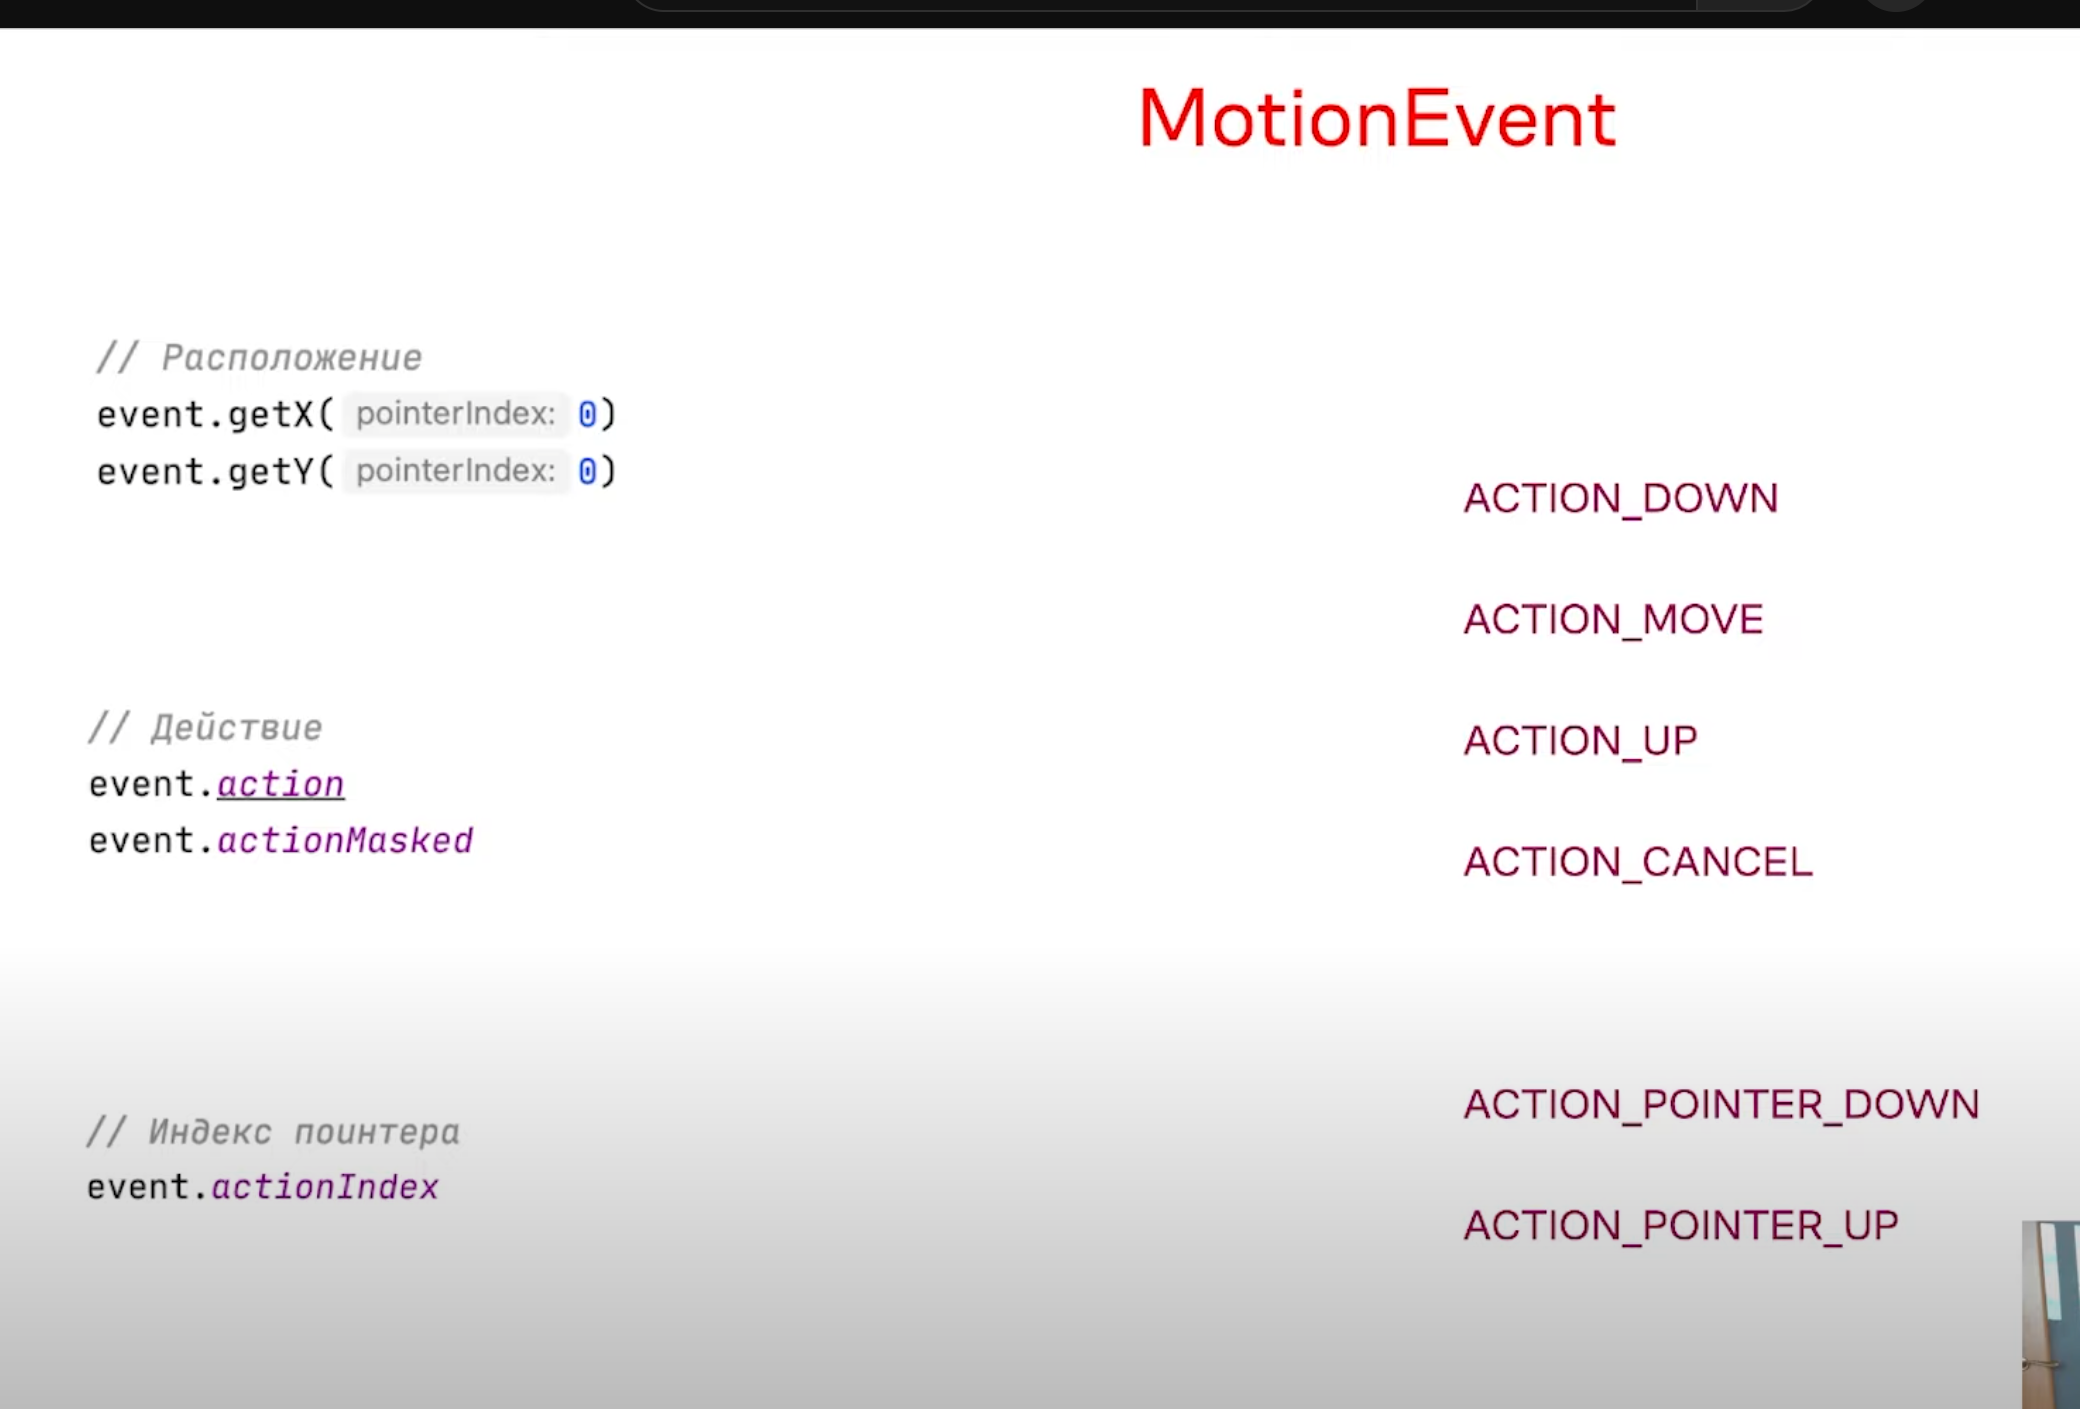 MotionEvent
// Расположение
event.getX( pointerIndex: 0)
event.getY( pointerIndex: 0)
// Действие
event.action
event.actionMasked
// Индекс поинтера
event.actionIndex
ACTION_DOWN
ACTION_MOVE
ACTION_UP
ACTION_CANCEL
ACTION_POINTER_DOWN
ACTION_POINTER_UP